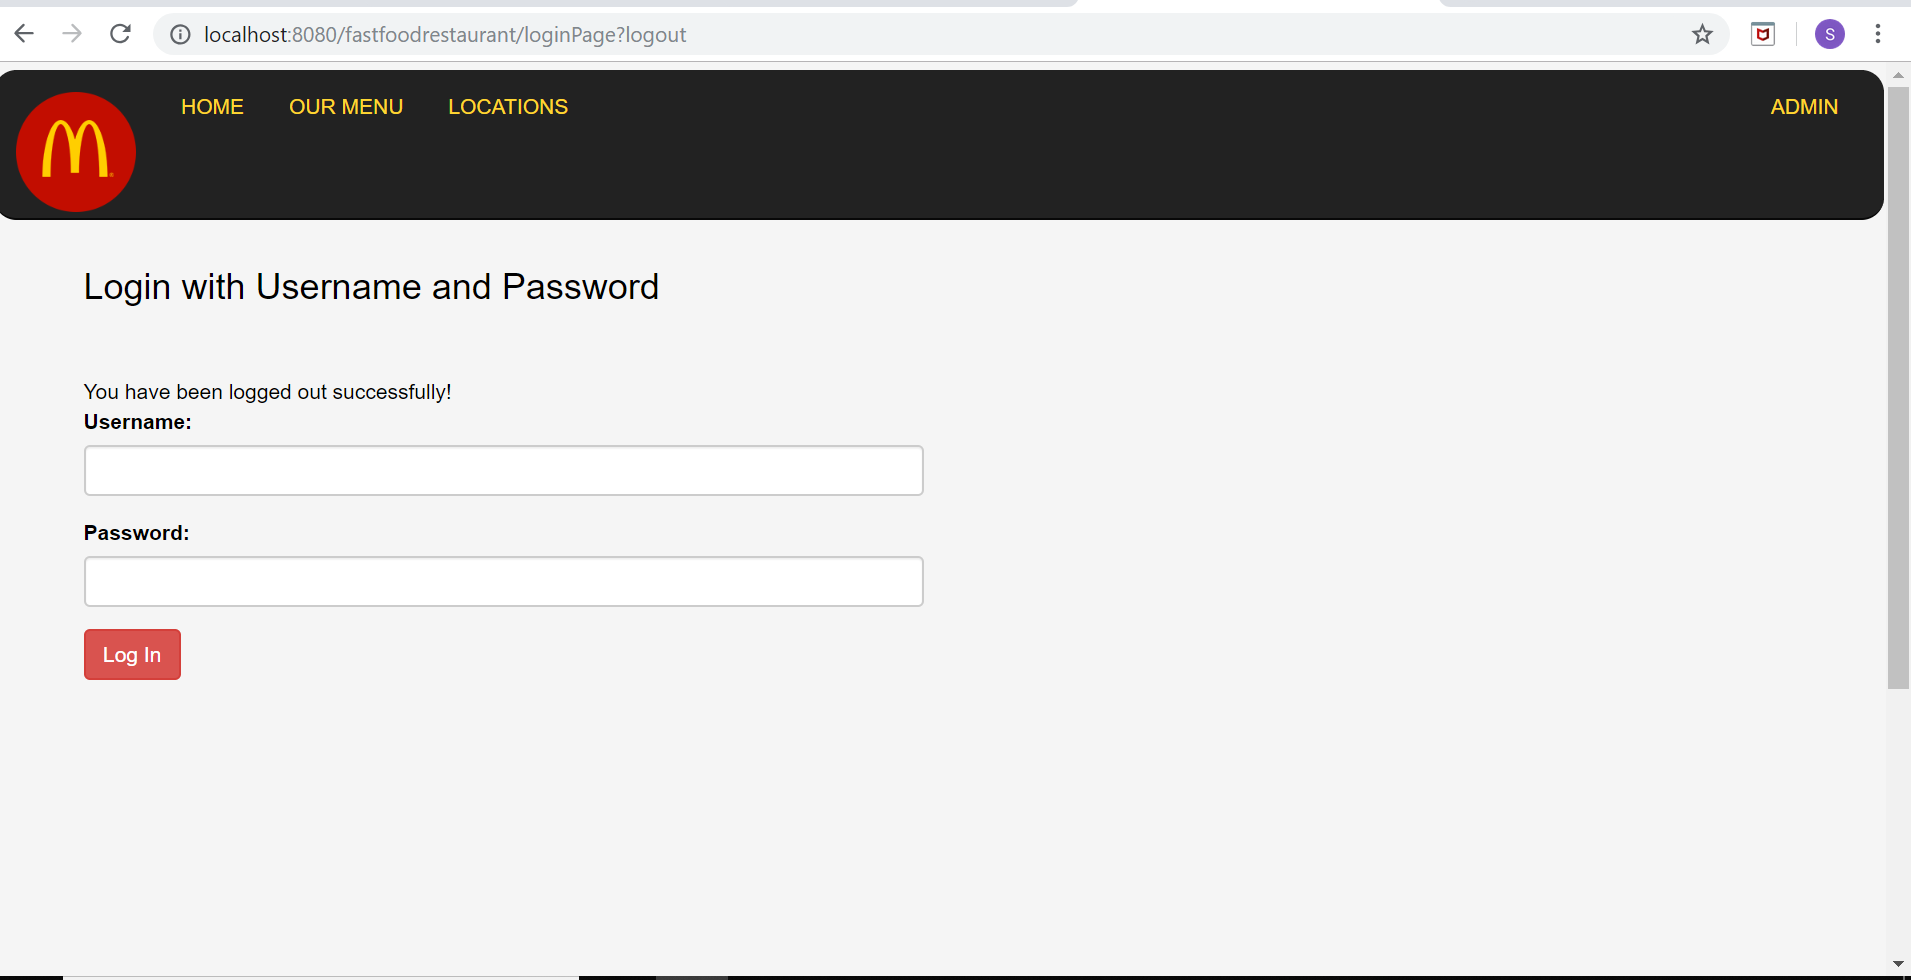 localhost:8080/fastfoodrestaurant/loginPage?logout
S
HOME OUR MENU LOCATIONS ADMIN
Login with Username and Password
You have been logged out successfully!
Username:
Password:
Log In